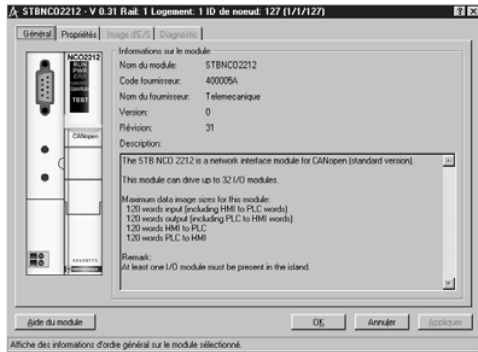 STBNCO2212 - V 0.31 Rail: 1 Logement: 1 ID de noeud: 127 (1/1/127)
Général Propriétés Image d'E/S Diagnostic
NCO2212
RUN
PWR
ERR
TEST
CANopen
ADVANTYS
Informations sur le module
Nom du module: STBNCO2212
Code fournisseur: 400005A
Nom du fournisseur: Telemecanique
Version: 0
Révision: 31
Description:
The STB NCO 2212 is a network interface module for CANopen (standard version).
This module can drive up to 32 I/O modules.
Maximum data image sizes for this module:
120 words input (including HMI to PLC words)
120 words output (including PLC to HMI words)
120 words HMI to PLC
120 words PLC to HMI
Remark:
At least one I/O module must be present in the island.
Aide du module OK Annuler Appliquer
Affiche des informations d'ordre général sur le module sélectionné.